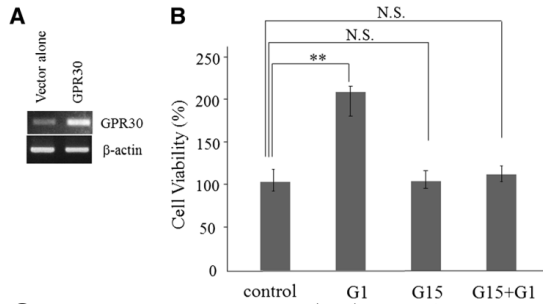 A
Vector alone
GPR30
GPR30
β-actin
B
N.S.
N.S.
**
Cell Viability (%)
250
200
150
100
50
0
control G1 G15 G15+G1